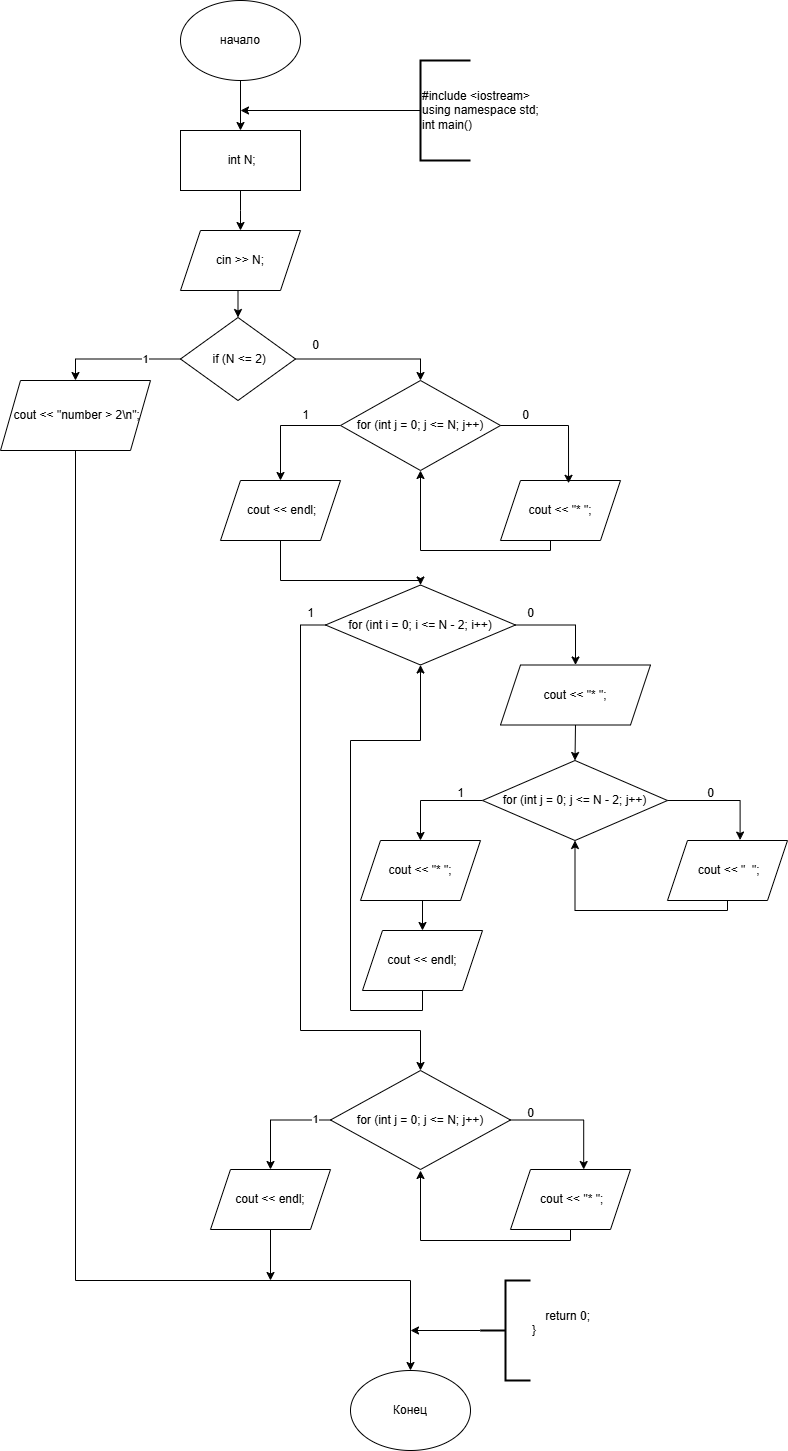 начало
#include <iostream>
using namespace std;
int main()
int N;
cin >> N;
if (N <= 2)
1
0
cout << "number > 2\n";
for (int j = 0; j <= N; j++)
1
0
cout << endl;
cout << "* ";
for (int i = 0; i <= N - 2; i++)
1
0
cout << "* ";
for (int j = 0; j <= N - 2; j++)
1
0
cout << "* ";
cout << "  ";
cout << endl;
for (int j = 0; j <= N; j++)
1
0
cout << endl;
cout << "* ";
return 0;
}
Конец